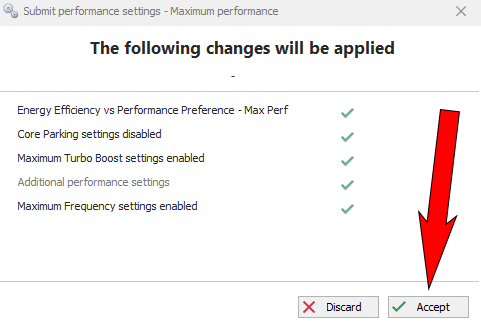 Submit performance settings - Maximum performance
The following changes will be applied
-
Energy Efficiency vs Performance Preference - Max Perf
Core Parking settings disabled
Maximum Turbo Boost settings enabled
Additional performance settings
Maximum Frequency settings enabled
Discard Accept